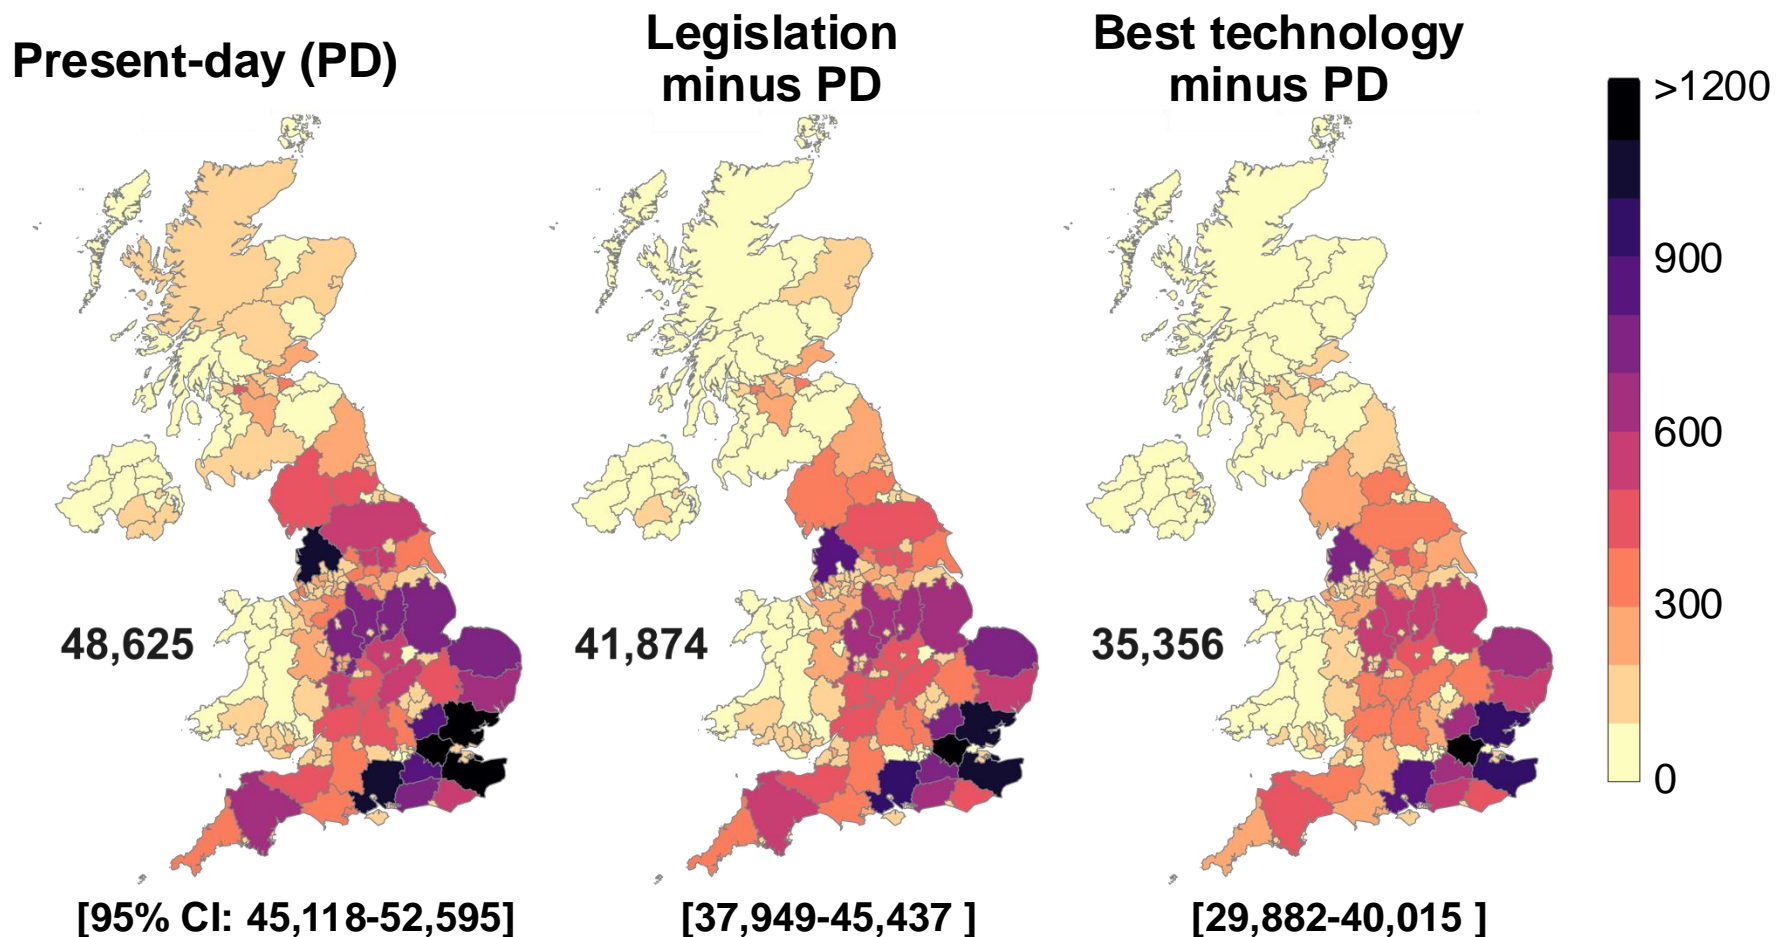 Present-day (PD)
Legislation
minus PD
Best technology
minus PD
>1200
900
600
300
0
48,625
41,874
35,356
[95% CI: 45,118-52,595]
[37,949-45,437 ]
[29,882-40,015 ]